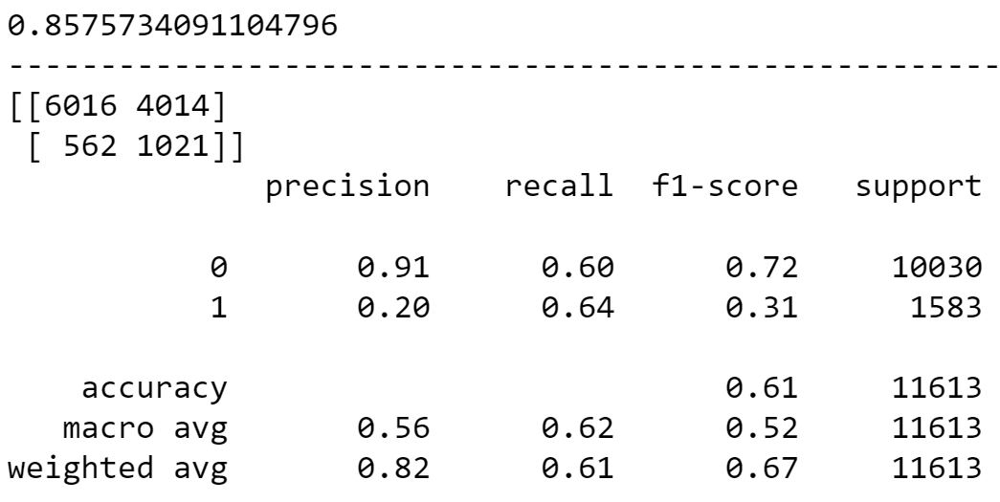 0.8575734091104796
------------------------------------------------------
[[6016 4014]
 [ 562 1021]]
              precision    recall  f1-score   support

           0       0.91      0.60      0.72     10030
           1       0.20      0.64      0.31      1583

    accuracy                           0.61     11613
   macro avg       0.56      0.62      0.52     11613
weighted avg       0.82      0.61      0.67     11613